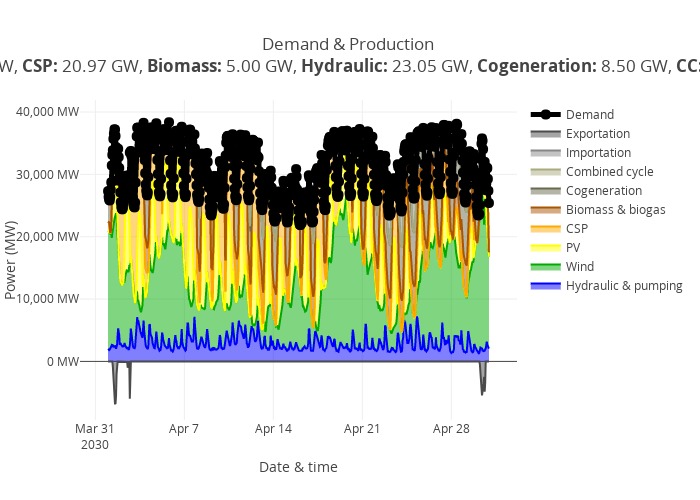 Demand & Production
W, CSP: 20.97 GW, Biomass: 5.00 GW, Hydraulic: 23.05 GW, Cogeneration: 8.50 GW, CC:
40,000 MW
30,000 MW
20,000 MW
10,000 MW
0 MW
Power (MW)
Mar 31
2030
Apr 7
Apr 14
Apr 21
Apr 28
Date & time
Demand
Exportation
Importation
Combined cycle
Cogeneration
Biomass & biogas
CSP
PV
Wind
Hydraulic & pumping